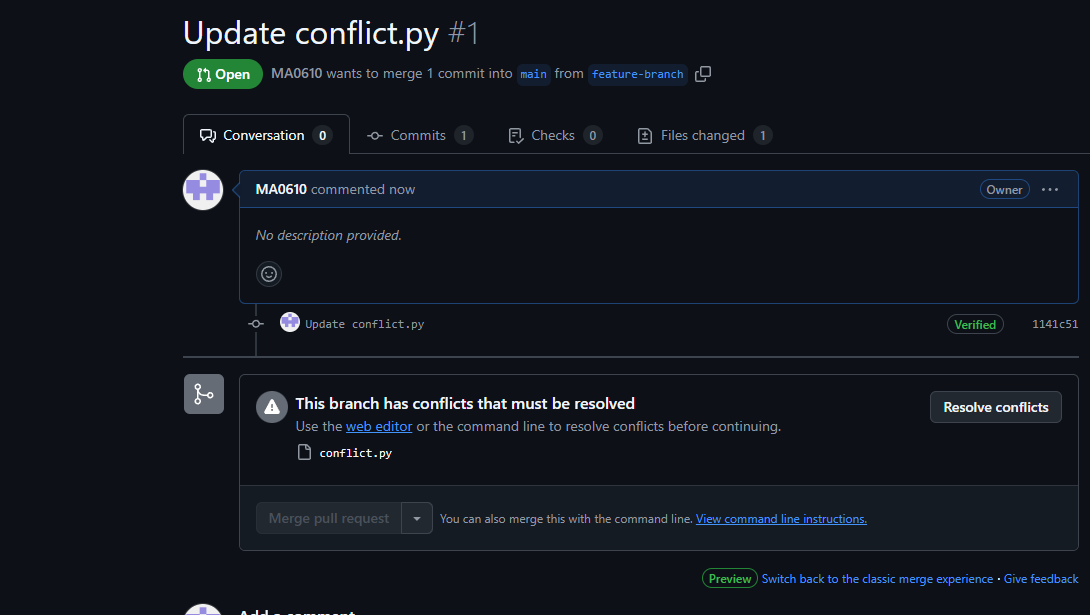 Update conflict.py #1
Open MA0610 wants to merge 1 commit into main from feature-branch
Conversation 0 Commits 1 Checks 0 Files changed 1
MA0610 commented now Owner
No description provided.
Update conflict.py Verified 1141c51
This branch has conflicts that must be resolved
Resolve conflicts
Use the web editor or the command line to resolve conflicts before continuing.
conflict.py
Merge pull request You can also merge this with the command line. View command line instructions.
Preview Switch back to the classic merge experience · Give feedback
Add a comment